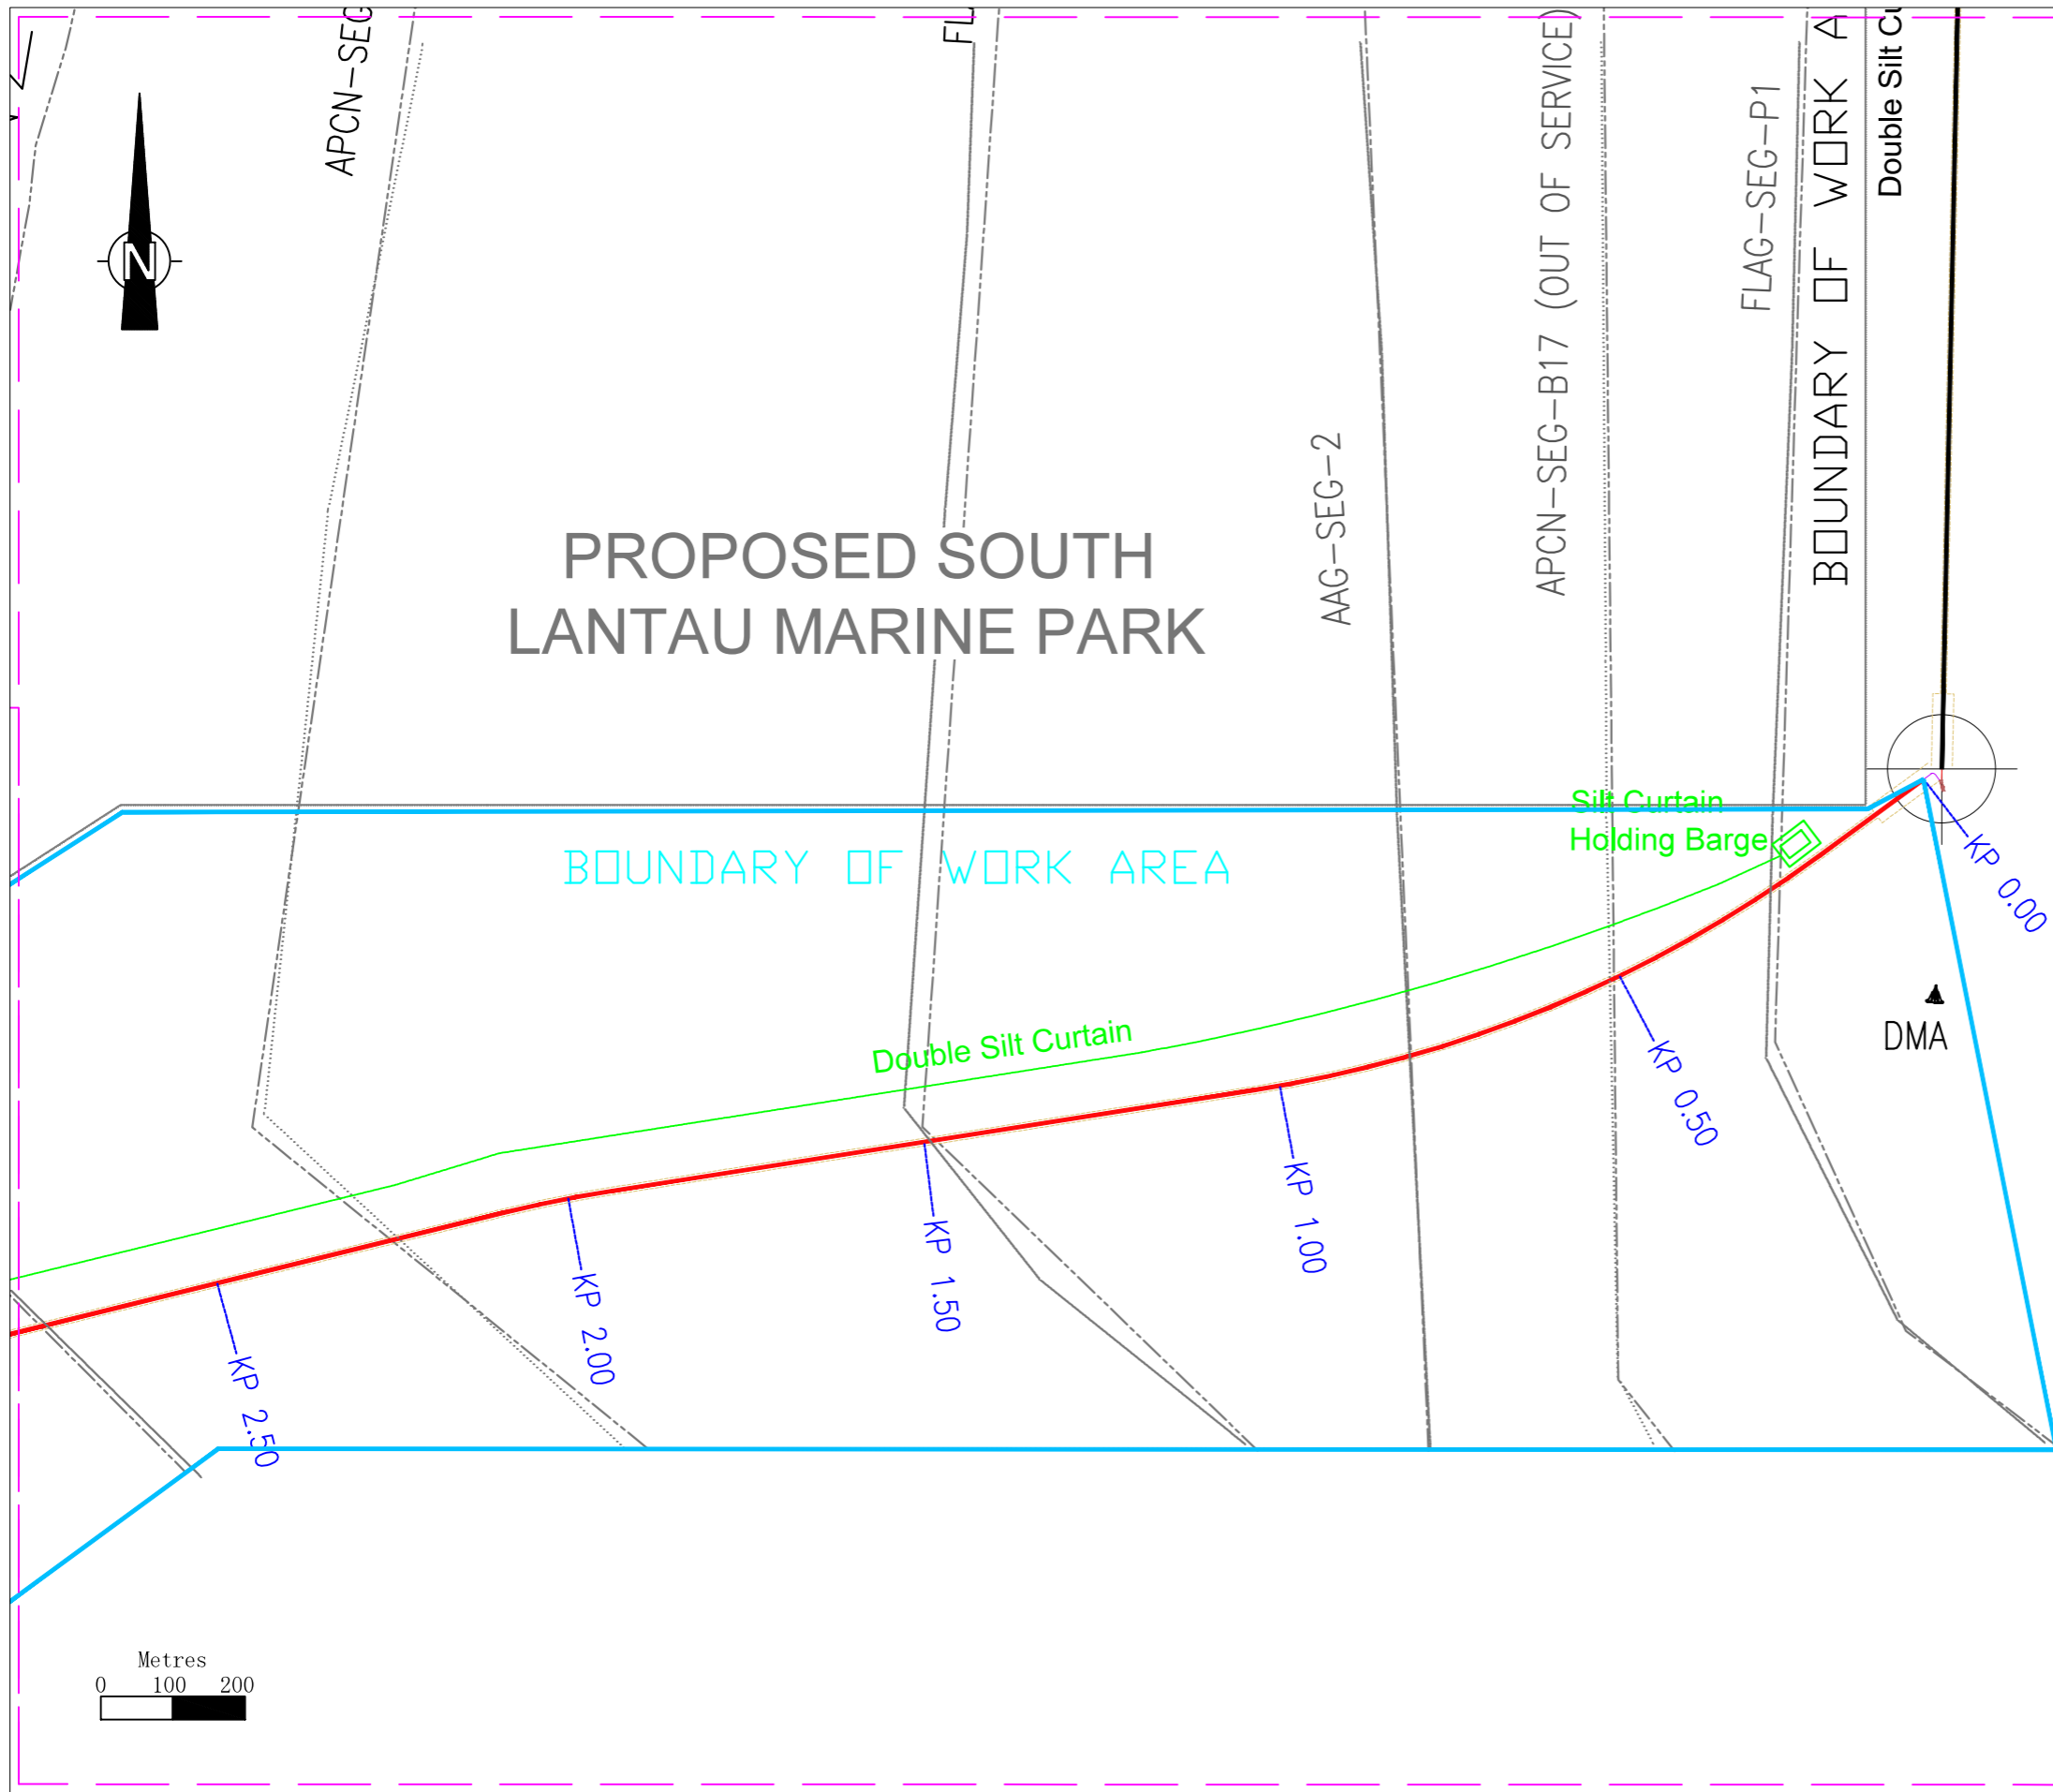 APCN-SEG
FLA
APCN-SEG-B17 (OUT OF SERVICE)
FLAG-SEG-P1
BOUNDARY OF WORK A
Double Silt Cu
N
AAG-SEG-2
PROPOSED SOUTH
LANTAU MARINE PARK
Silt Curtain
Holding Barge
BOUNDARY OF WORK AREA
KP 0.00
DMA
Double Silt Curtain
KP 0.50
KP 1.00
KP 1.50
KP 2.00
KP 2.50
Metres
0 100 200